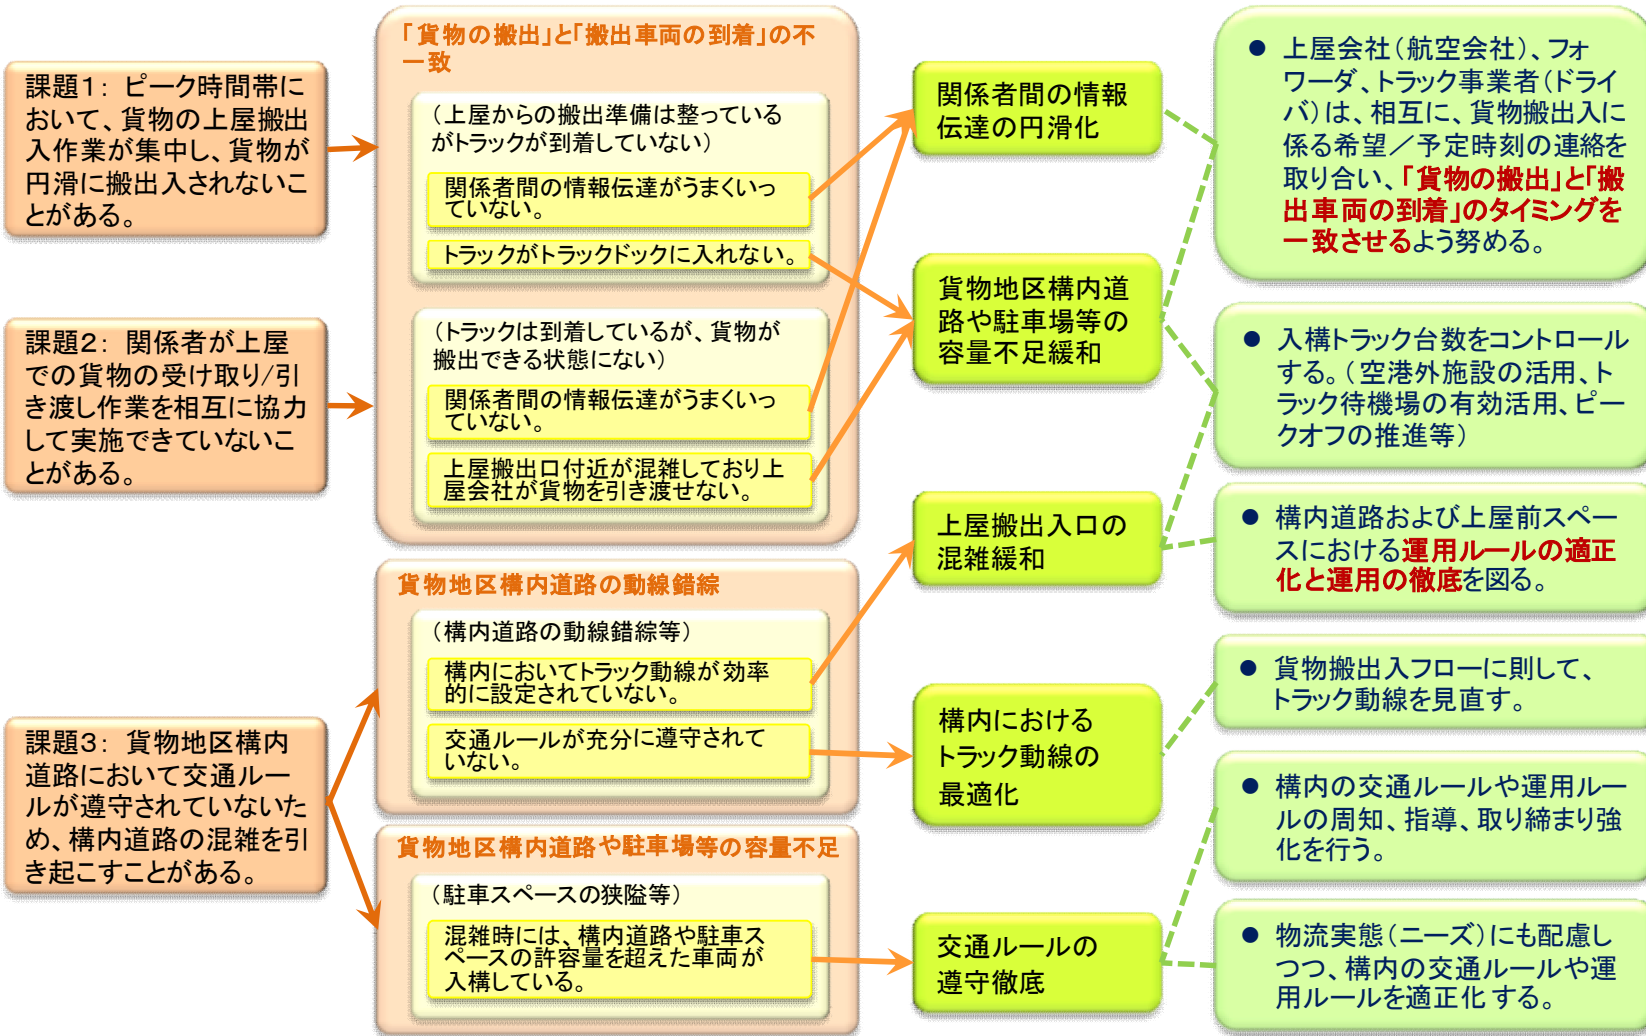 課題1： ピーク時間帯に
おいて、貨物の上屋搬出
入作業が集中し、貨物が
円滑に搬出入されないこ
とがある。
課題2： 関係者が上屋
での貨物の受け取り/引
き渡し作業を相互に協力
して実施できていないこ
とがある。
課題3： 貨物地区構内
道路において交通ルー
ルが遵守されていないた
め、構内道路の混雑を引
き起こすことがある。
「貨物の搬出」と「搬出車両の到着」の不
一致
（上屋からの搬出準備は整っている
がトラックが到着していない）
関係者間の情報伝達がうまくいっ
ていない。
トラックがトラックドックに入れない。
（トラックは到着しているが、貨物が
搬出できる状態にない）
関係者間の情報伝達がうまくいっ
ていない。
上屋搬出口付近が混雑しており上
屋会社が貨物を引き渡せない。
貨物地区構内道路の動線錯綜
（構内道路の動線錯綜等）
構内においてトラック動線が効率
的に設定されていない。
交通ルールが充分に遵守されて
いない。
貨物地区構内道路や駐車場等の容量不足
（駐車スペースの狭隘等）
混雑時には、構内道路や駐車ス
ペースの許容量を超えた車両が
入構している。
関係者間の情報
伝達の円滑化
貨物地区構内道
路や駐車場等の
容量不足緩和
上屋搬出入口の
混雑緩和
構内における
トラック動線の
最適化
交通ルールの
遵守徹底
● 上屋会社（航空会社）、フォ
ワーダ、トラック事業者（ドライ
バ）は、相互に、貨物搬出入に
係る希望／予定時刻の連絡を
取り合い、「貨物の搬出」と「搬
出車両の到着」のタイミングを
一致させるよう努める。
● 入構トラック台数をコントロール
する。（空港外施設の活用、ト
ラック待機場の有効活用、ピー
クオフの推進等）
● 構内道路および上屋前スペー
スにおける運用ルールの適正
化と運用の徹底を図る。
● 貨物搬出入フローに則して、
トラック動線を見直す。
● 構内の交通ルールや運用ルー
ルの周知、指導、取り締まり強
化を行う。
● 物流実態（ニーズ）にも配慮し
つつ、構内の交通ルールや運
用ルールを適正化する。